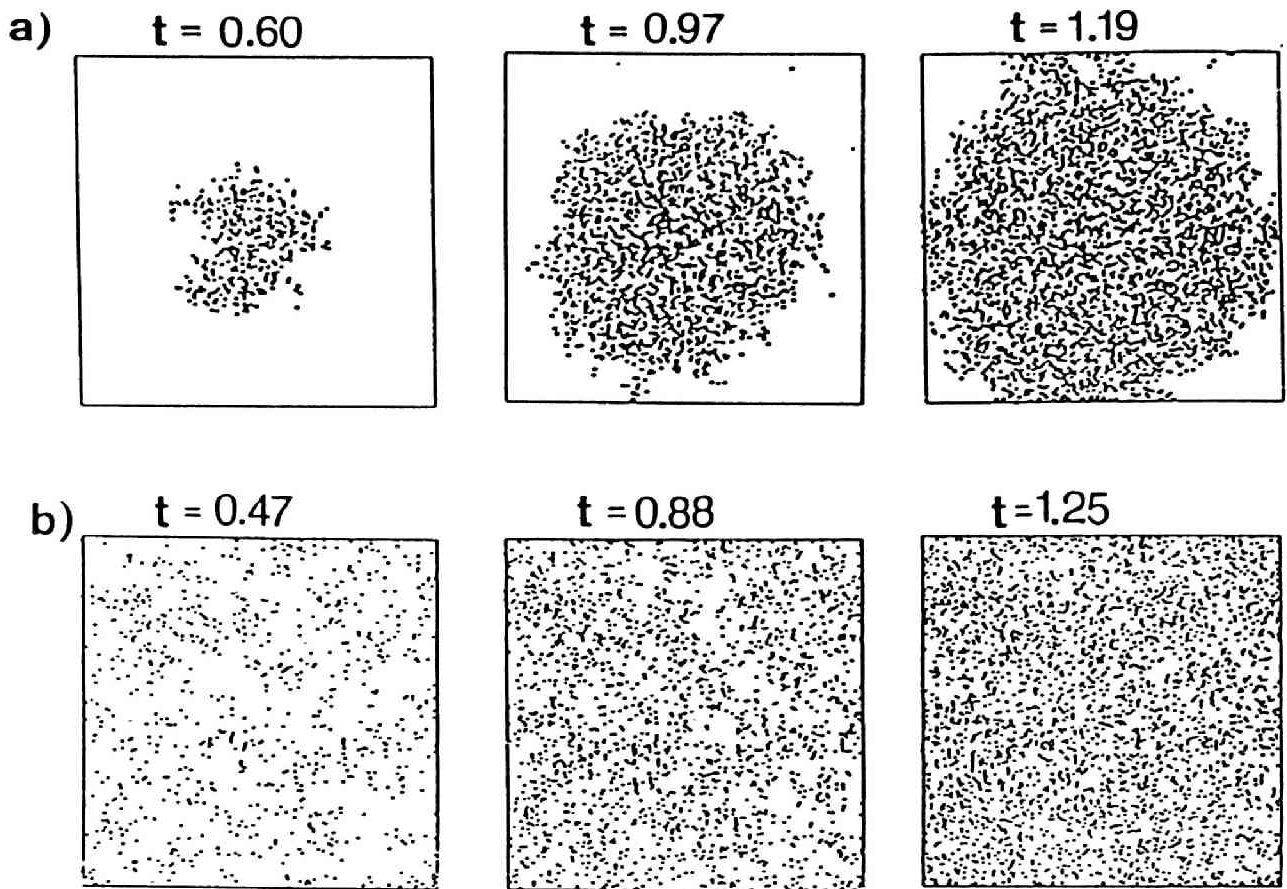 a) t = 0.60 t = 0.97 t = 1.19
b) t = 0.47 t = 0.88 t = 1.25